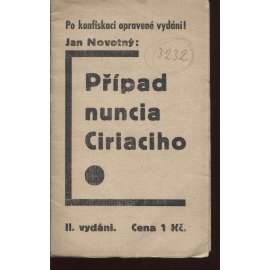 Po konfiskaci opravené vydání!
Jan Novotný:
3232
Případ
nuncia
Ciriaciho
II. vydání. Cena 1 Kč.